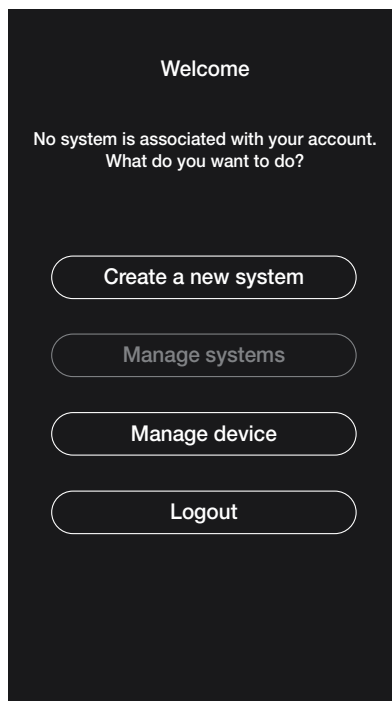 Welcome
No system is associated with your account.
What do you want to do?
Create a new system
Manage systems
Manage device
Logout